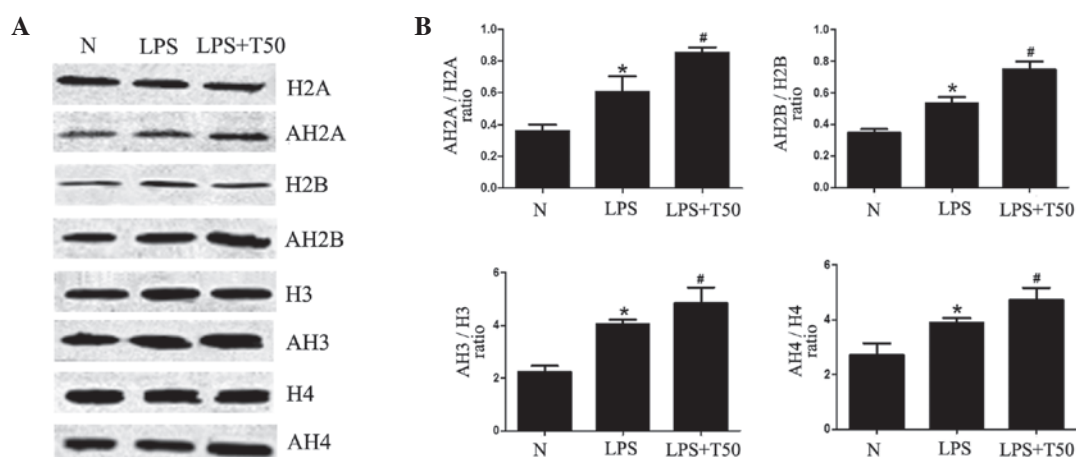 A
N LPS LPS+T50
H2A
AH2A
H2B
AH2B
H3
AH3
H4
AH4
B
AH2A / H2A
ratio
1.0
0.8
0.6
0.4
0.2
0.0
*
#
N LPS LPS+T50
AH2B / H2B
ratio
1.0
0.8
0.6
0.4
0.2
0.0
*
#
N LPS LPS+T50
AH3 / H3
ratio
6
4
2
0
*
#
N LPS LPS+T50
AH4 / H4
ratio
6
4
2
0
*
#
N LPS LPS+T50